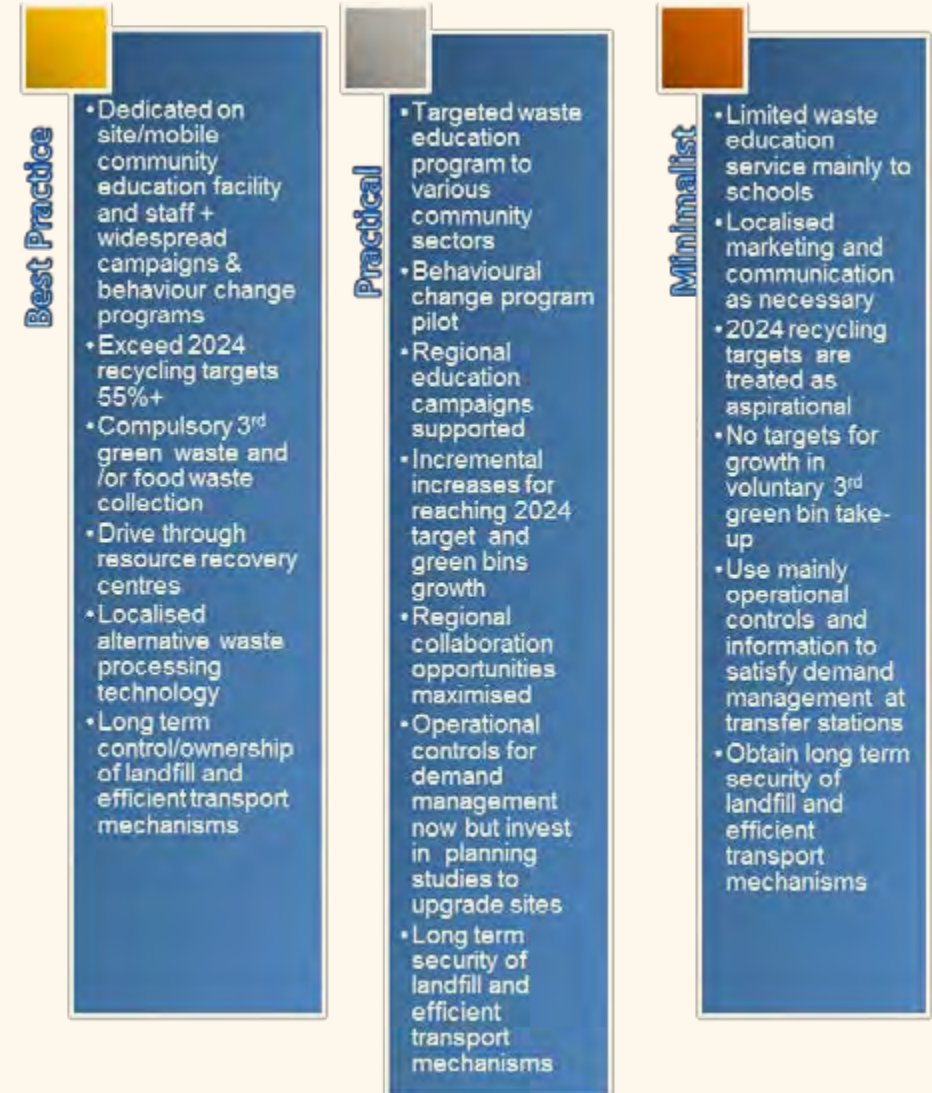 Best Practice
•Dedicated on
site/mobile
community
education facility
and staff +
widespread
campaigns &
behaviour change
programs
•Exceed 2024
recycling targets
55%+
•Compulsory 3rd
green waste and
/or food waste
collection
•Drive through
resource recovery
centres
•Localised
alternative waste
processing
technology
•Long term
control/ownership
of landfill and
efficient transport
mechanisms
Practical
•Targeted waste
education
program to
various
community
sectors
•Behavioural
change program
pilot
•Regional
education
campaigns
supported
•Incremental
increases for
reaching 2024
target and
green bins
growth
•Regional
collaboration
opportunities
maximised
•Operational
controls for
demand
management
now but invest
in planning
studies to
upgrade sites
•Long term
security of
landfill and
efficient
transport
mechanisms
Minimalist
•Limited waste
education
service mainly to
schools
•Localised
marketing and
communication
as necessary
•2024 recycling
targets are
treated as
aspirational
•No targets for
growth in
voluntary 3rd
green bin take-
up
•Use mainly
operational
controls and
information to
satisfy demand
management at
transfer stations
•Obtain long term
security of
landfill and
efficient
transport
mechanisms